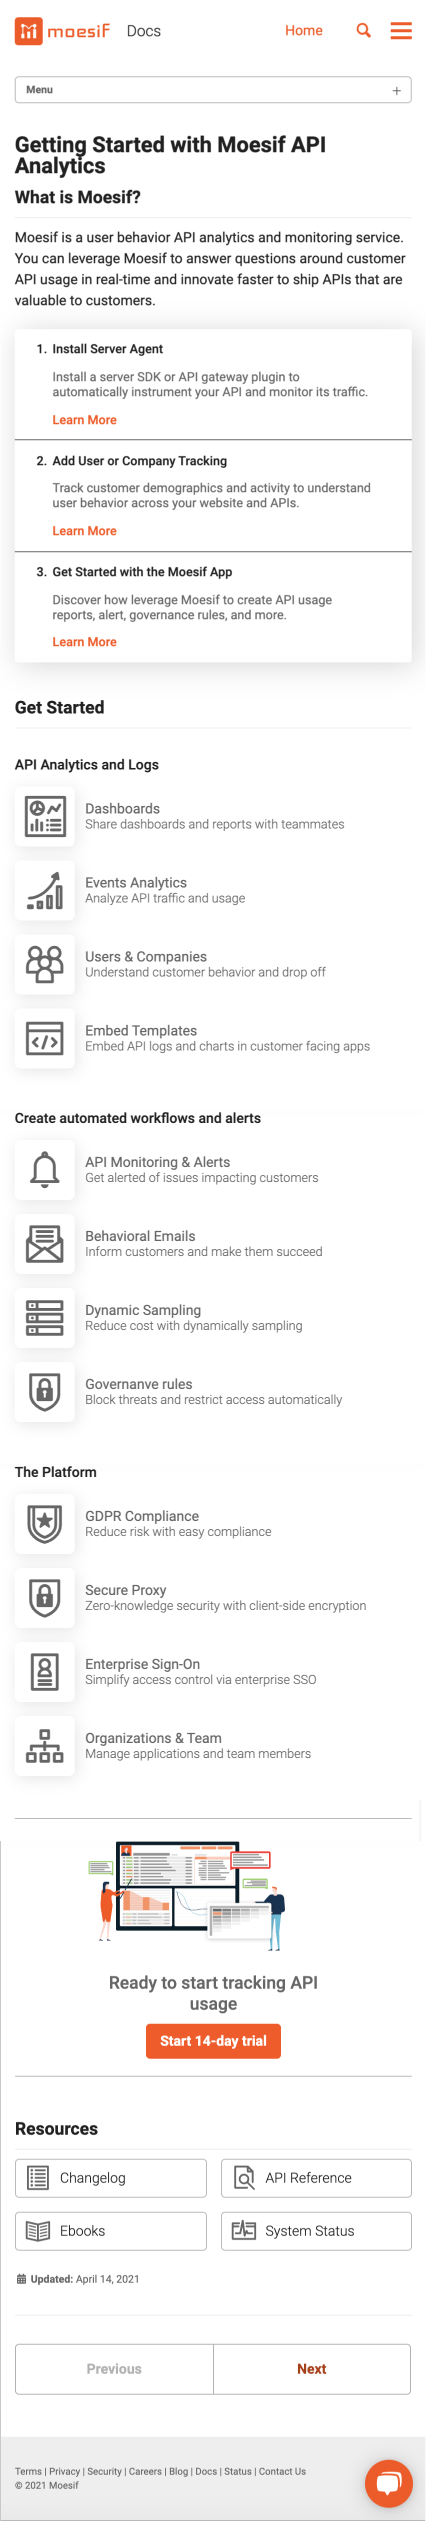 moesif Docs Home
Menu +
Getting Started with Moesif API
Analytics
What is Moesif?
Moesif is a user behavior API analytics and monitoring service.
You can leverage Moesif to answer questions around customer
API usage in real-time and innovate faster to ship APIs that are
valuable to customers.
1. Install Server Agent
Install a server SDK or API gateway plugin to
automatically instrument your API and monitor its traffic.
Learn More
2. Add User or Company Tracking
Track customer demographics and activity to understand
user behavior across your website and APIs.
Learn More
3. Get Started with the Moesif App
Discover how leverage Moesif to create API usage
reports, alert, governance rules, and more.
Learn More
Get Started
API Analytics and Logs
Dashboards
Share dashboards and reports with teammates
Events Analytics
Analyze API traffic and usage
Users & Companies
Understand customer behavior and drop off
Embed Templates
Embed API logs and charts in customer facing apps
Create automated workflows and alerts
API Monitoring & Alerts
Get alerted of issues impacting customers
Behavioral Emails
Inform customers and make them succeed
Dynamic Sampling
Reduce cost with dynamically sampling
Governanve rules
Block threats and restrict access automatically
The Platform
GDPR Compliance
Reduce risk with easy compliance
Secure Proxy
Zero-knowledge security with client-side encryption
Enterprise Sign-On
Simplify access control via enterprise SSO
Organizations & Team
Manage applications and team members
Ready to start tracking API
usage
Start 14-day trial
Resources
Changelog
API Reference
Ebooks
System Status
Updated: April 14, 2021
Previous
Next
Terms | Privacy | Security | Careers | Blog | Docs | Status | Contact Us
© 2021 Moesif